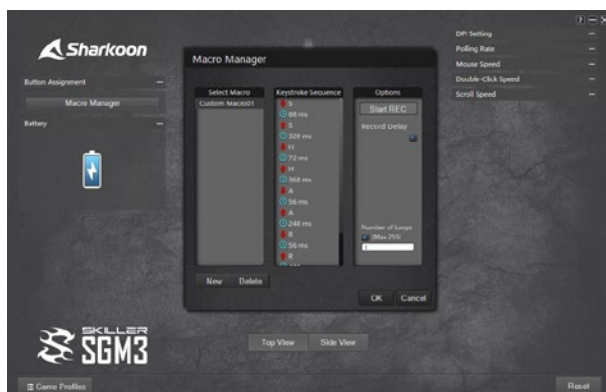 Sharkoon
Button Assignment
Macro Manager
Battery
DPI Setting
Polling Rate
Mouse Speed
Double-Click Speed
Scroll Speed
Macro Manager
Select Macro
Custom Macro01
Keystroke Sequence
S
88 ms
S
320 ms
H
72 ms
H
368 ms
A
56 ms
A
248 ms
R
56 ms
R
Options
Start REC
Record Delay
Number of loops
(Max 255)
1
New
Delete
OK
Cancel
SKILLER
SGM3
Top View
Side View
Game Profiles
Reset